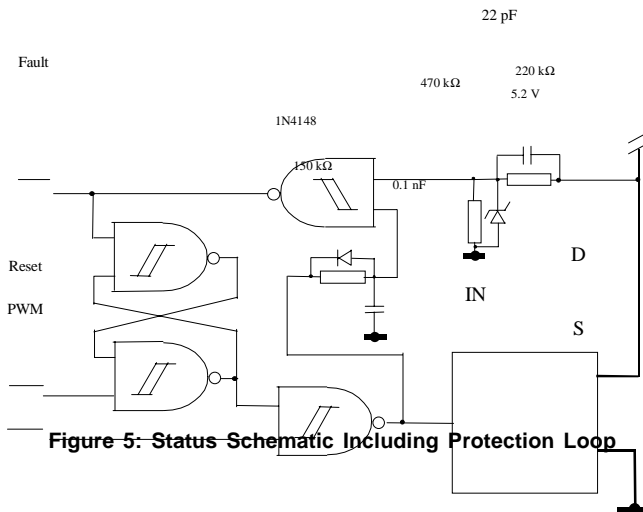 22 pF
Fault
220 kΩ
470 kΩ
5.2 V
1N4148
150 kΩ
0.1 nF
D
Reset
IN
PWM
S
Figure 5: Status Schematic Including Protection Loop